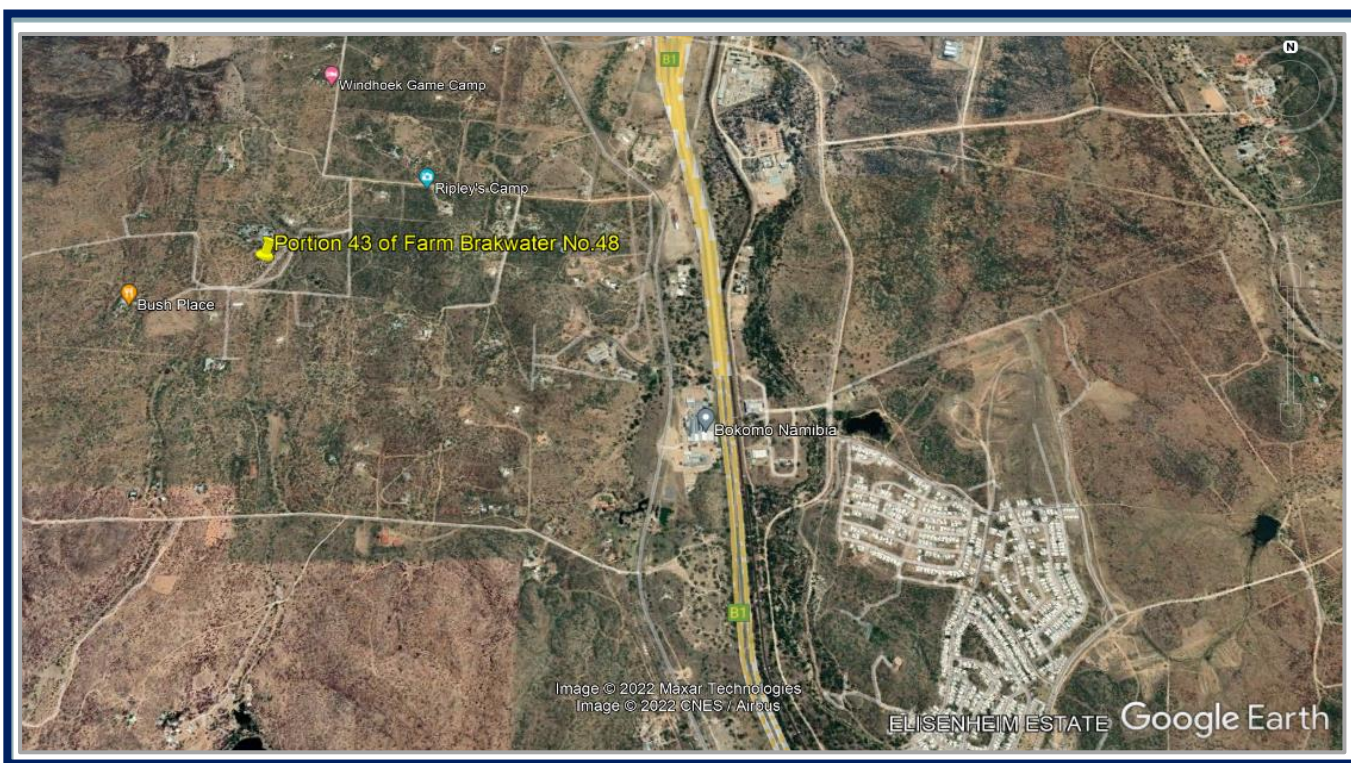 B1
N
Windhoek Game Camp
Ripley's Camp
Portion 43 of Farm Brakwater No.48
Bush Place
Bokomo Namibia
B1
Image © 2022 Maxar Technologies
Image © 2022 CNES / Airbus
ELISENHEIM ESTATE Google Earth